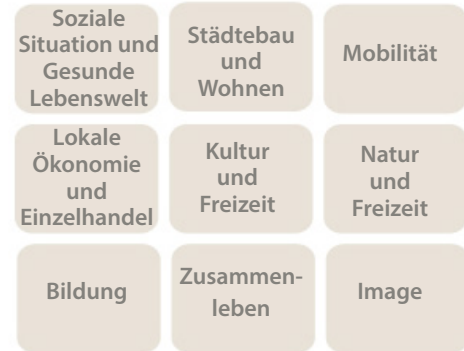 Soziale
Situation und
Gesunde
Lebenswelt
Städtebau
und
Wohnen
Mobilität
Lokale
Ökonomie
und
Einzelhandel
Kultur
und
Freizeit
Natur
und
Freizeit
Bildung
Zusammen-
leben
Image